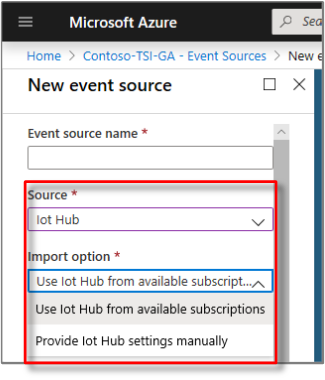 Microsoft Azure
Home > Contoso-TSI-GA - Event Sources > New
New event source
Event source name *
Source *
Iot Hub
Import option *
Use Iot Hub from available subscript...
Use Iot Hub from available subscriptions
Provide Iot Hub settings manually